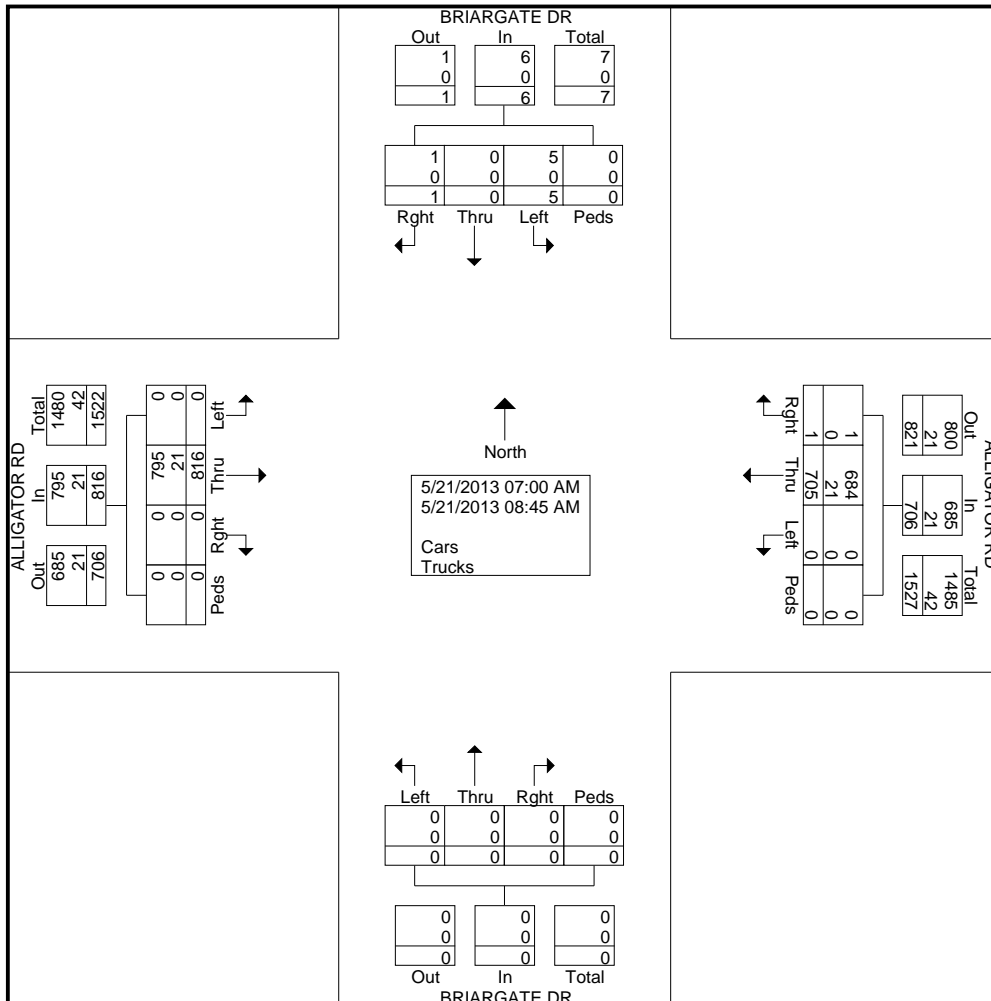 BRIARGATE DR
Out In Total
1 6 7
0 0 0
1 6 7
1 0 5 0
0 0 0 0
1 0 5 0
Rght Thru Left Peds
ALLIGATOR RD
Total In Out
1480 795 685
42 21 21
1522 816 706
0 795 0 0
0 21 0 0
0 816 0 0
Left Thru Rght Peds
North
5/21/2013 07:00 AM
5/21/2013 08:45 AM
Cars
Trucks
Rght Thru Left Peds
1 684 0 0
0 21 0 0
1 705 0 0
ALLIGATOR RD
Out In Total
800 685 1485
21 21 42
821 706 1527
Left Thru Rght Peds
0 0 0 0
0 0 0 0
0 0 0 0
0 0 0
0 0 0
0 0 0
Out In Total
BRIARGATE DR